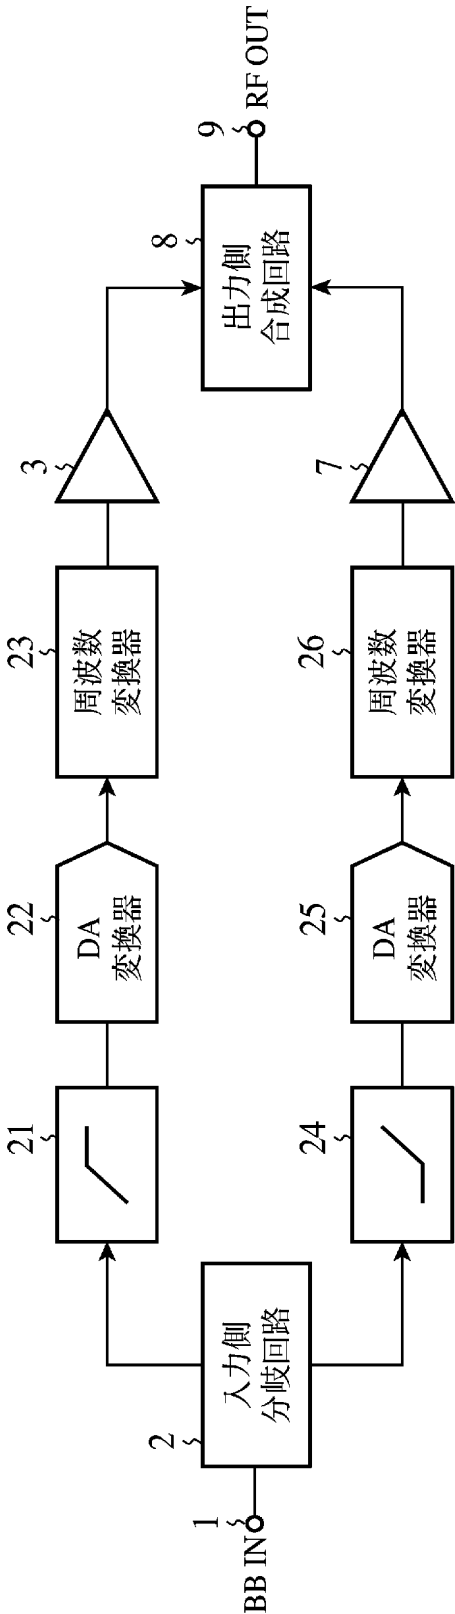 BB IN
1
2
入力側
分岐回路
21
22
DA
変換器
23
周波数
変換器
3
24
25
DA
変換器
26
周波数
変換器
7
8
出力側
合成回路
9
RF OUT